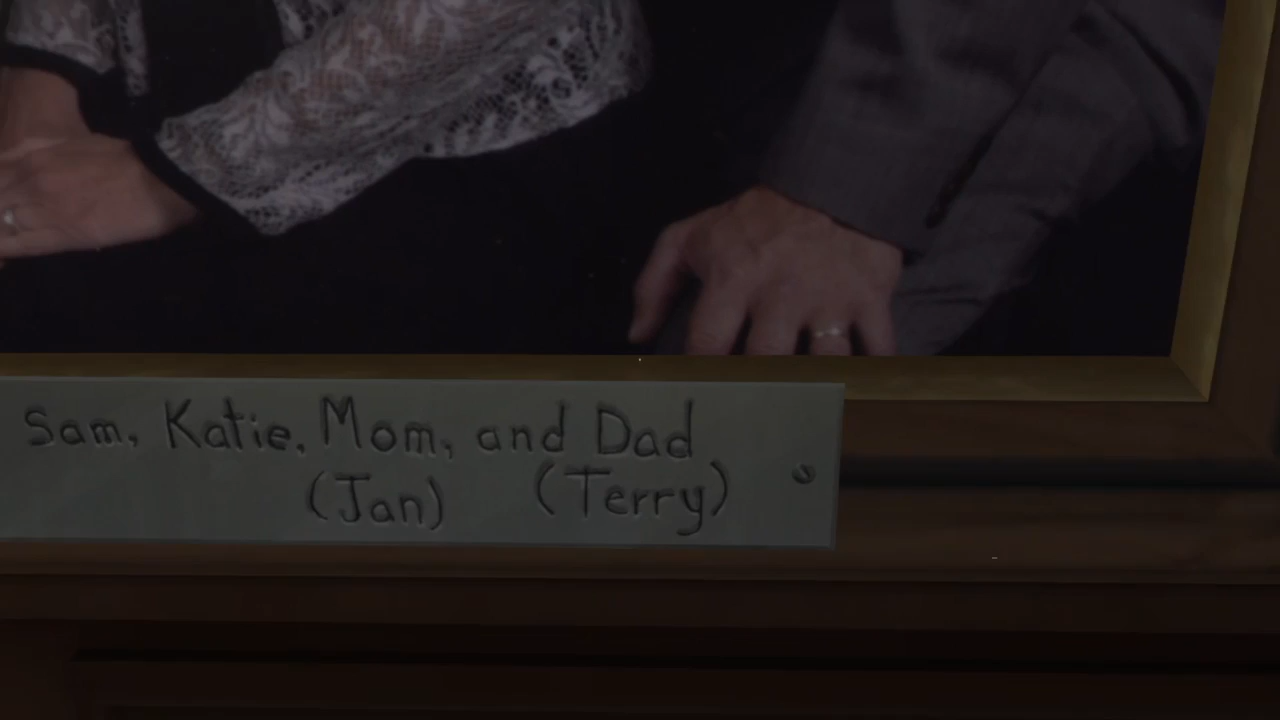 Sam, Katie, Mom, and Dad
(Jan) (Terry)